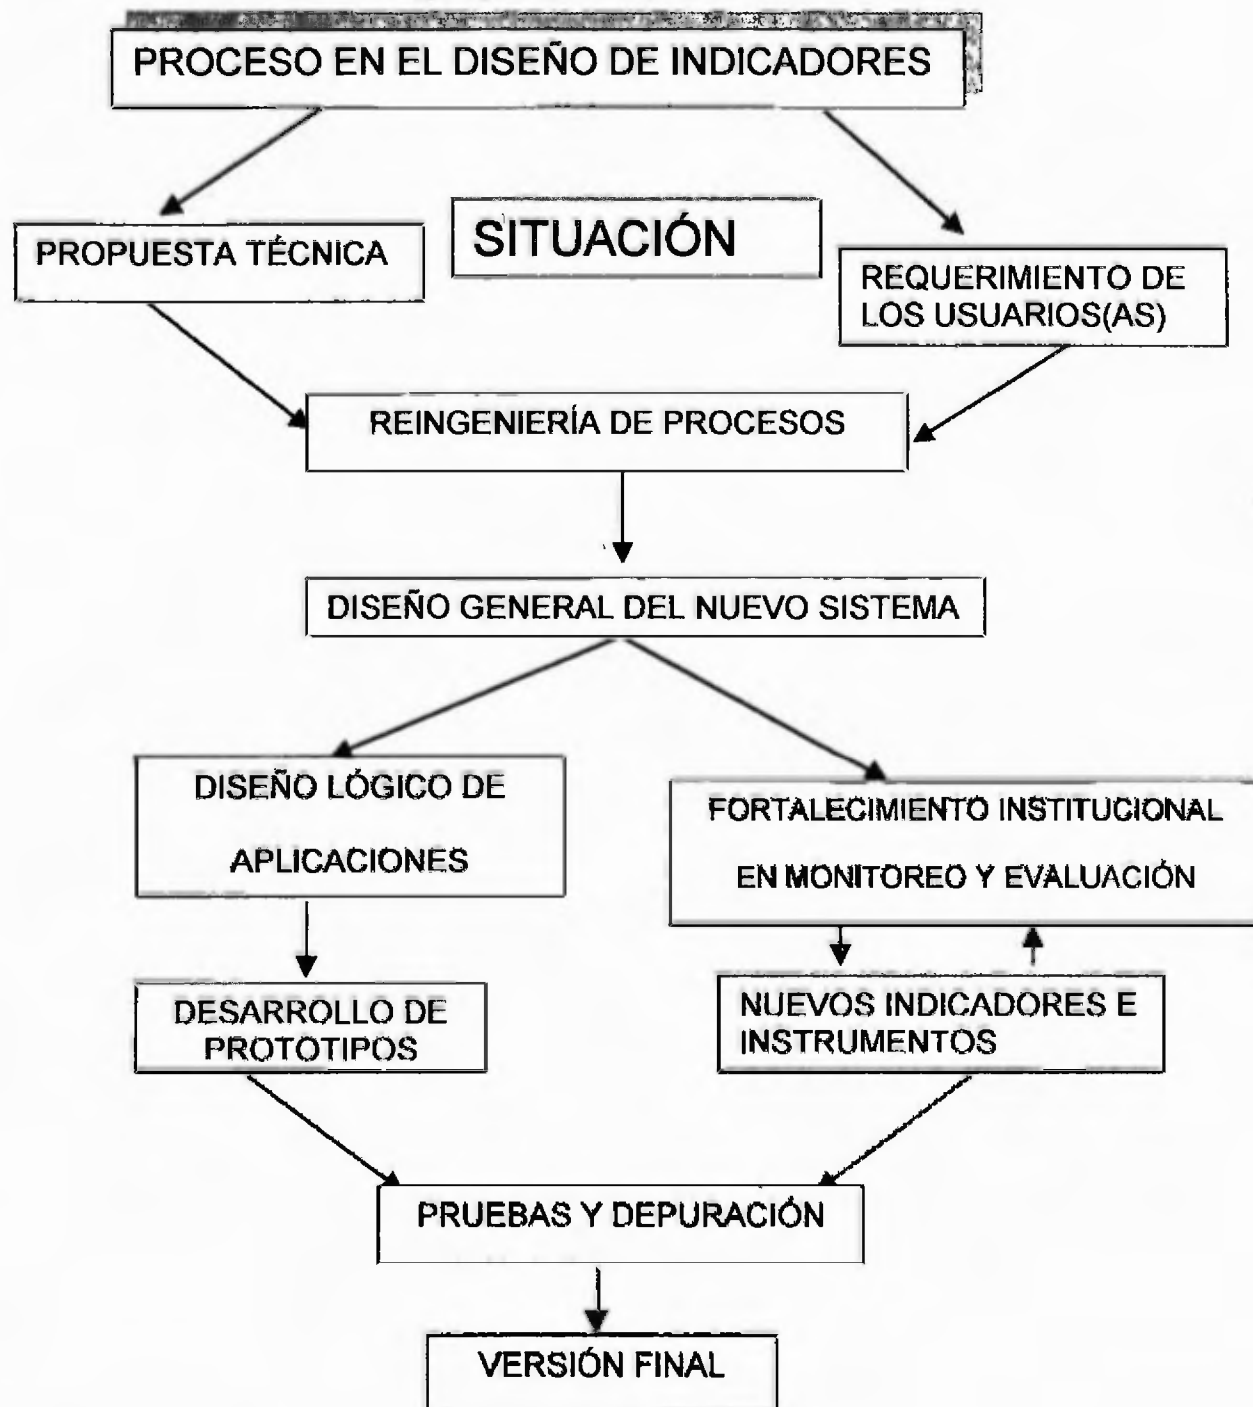 PROCESO EN EL DISEÑO DE INDICADORES
PROPUESTA TÉCNICA
SITUACIÓN
REQUERIMIENTO DE
LOS USUARIOS(AS)
REINGENIERÍA DE PROCESOS
DISEÑO GENERAL DEL NUEVO SISTEMA
DISEÑO LÓGICO DE
APLICACIONES
FORTALECIMIENTO INSTITUCIONAL
EN MONITOREO Y EVALUACIÓN
DESARROLLO DE
PROTOTIPOS
NUEVOS INDICADORES E
INSTRUMENTOS
PRUEBAS Y DEPURACIÓN
VERSIÓN FINAL